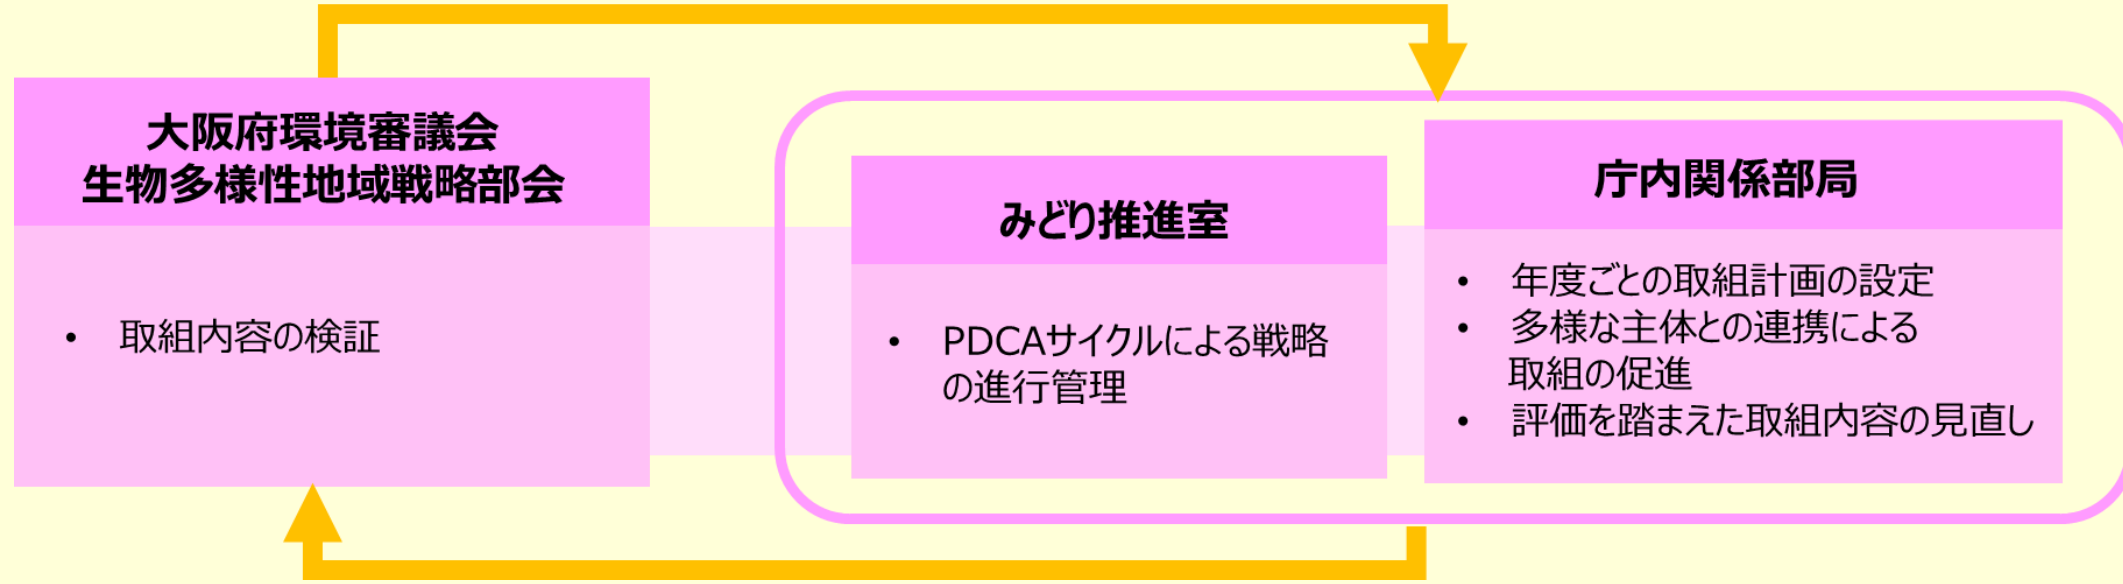 大阪府環境審議会
生物多様性地域戦略部会
• 取組内容の検証
みどり推進室
• PDCAサイクルによる戦略
の進行管理
庁内関係部局
• 年度ごとの取組計画の設定
• 多様な主体との連携による
取組の促進
• 評価を踏まえた取組内容の見直し